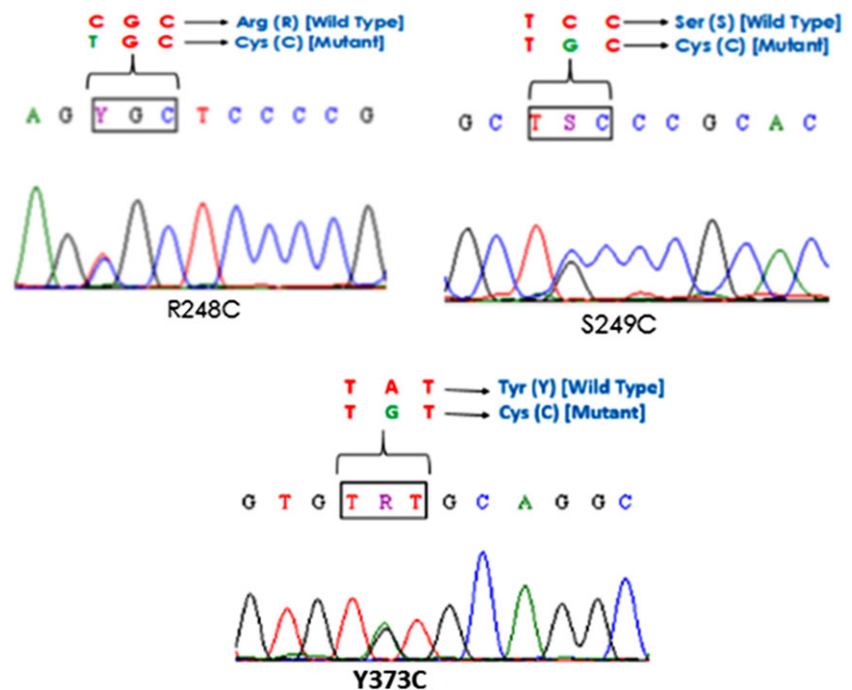 C G C Arg (R) [Wild Type]
T G C Cys (C) [Mutant]
A G Y G C T C C C C G
R248C
T C C Ser (S) [Wild Type]
T G C Cys (C) [Mutant]
G C T S C C C G C A C
S249C
T A T Tyr (Y) [Wild Type]
T G T Cys (C) [Mutant]
G T G T R T G C A G G C
Y373C